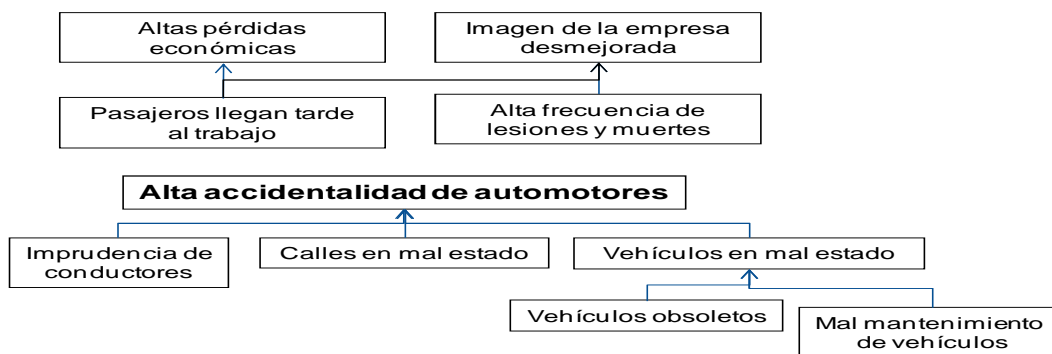 Altas pérdidas
económicas
Imagen de la empresa
desmejorada
Pasajeros llegan tarde
al trabajo
Alta frecuencia de
lesiones y muertes
Alta accidentalidad de automotores
Imprudencia de
conductores
Calles en mal estado
Vehículos en mal estado
Vehículos obsoletos
Mal mantenimiento
de vehículos